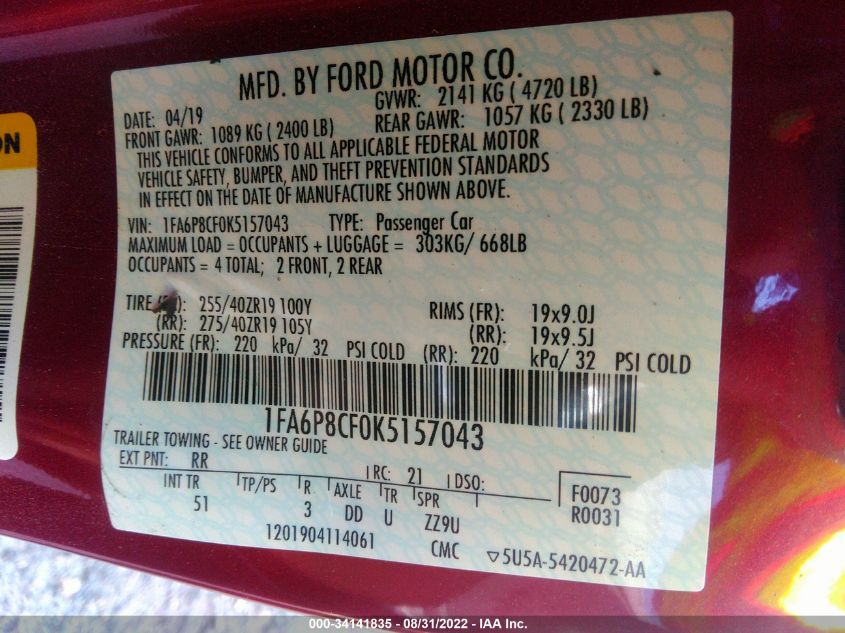 ON
MFD. BY FORD MOTOR CO.
DATE: 04/19 GVWR: 2141 KG ( 4720 LB)
FRONT GAWR: 1089 KG ( 2400 LB) REAR GAWR: 1057 KG ( 2330 LB)
THIS VEHICLE CONFORMS TO ALL APPLICABLE FEDERAL MOTOR
VEHICLE SAFETY, BUMPER, AND THEFT PREVENTION STANDARDS
IN EFFECT ON THE DATE OF MANUFACTURE SHOWN ABOVE.
VIN: 1FA6P8CF0K5157043 TYPE: Passenger Car
MAXIMUM LOAD = OCCUPANTS + LUGGAGE = 303KG/ 668LB
OCCUPANTS = 4 TOTAL; 2 FRONT, 2 REAR
TIRE 255/40ZR19 100Y RIMS (FR): 19x9.0J
(RR): 275/40ZR19 105Y (RR): 19x9.5J
PRESSURE (FR): 220 kPa/ 32 PSI COLD (RR): 220 kPa/ 32 PSI COLD
1FA6P8CF0K5157043
TRAILER TOWING - SEE OWNER GUIDE
EXT PNT: RR RC: 21 DSO:
INT TR TP/PS R AXLE TR SPR F0073
51 3 DD U ZZ9U R0031
1201904114061 CMC ▽5U5A-5420472-AA
000-34141835 - 08/31/2022 - IAA Inc.